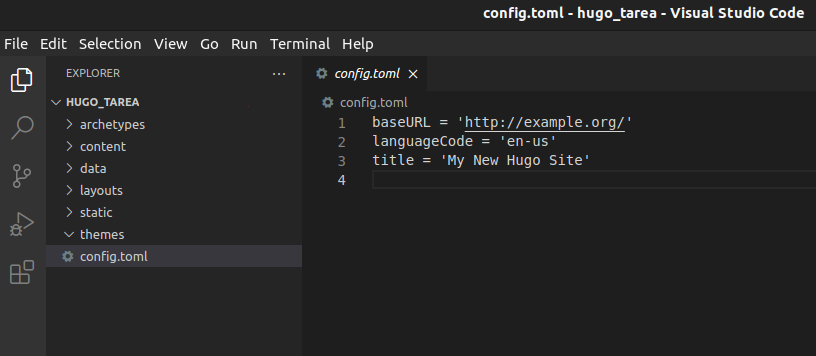 config.toml - hugo_tarea - Visual Studio Code
File Edit Selection View Go Run Terminal Help
EXPLORER ...
HUGO_TAREA
archetypes
content
data
layouts
static
themes
config.toml
config.toml
config.toml
1 baseURL = 'http://example.org/'
2 languageCode = 'en-us'
3 title = 'My New Hugo Site'
4